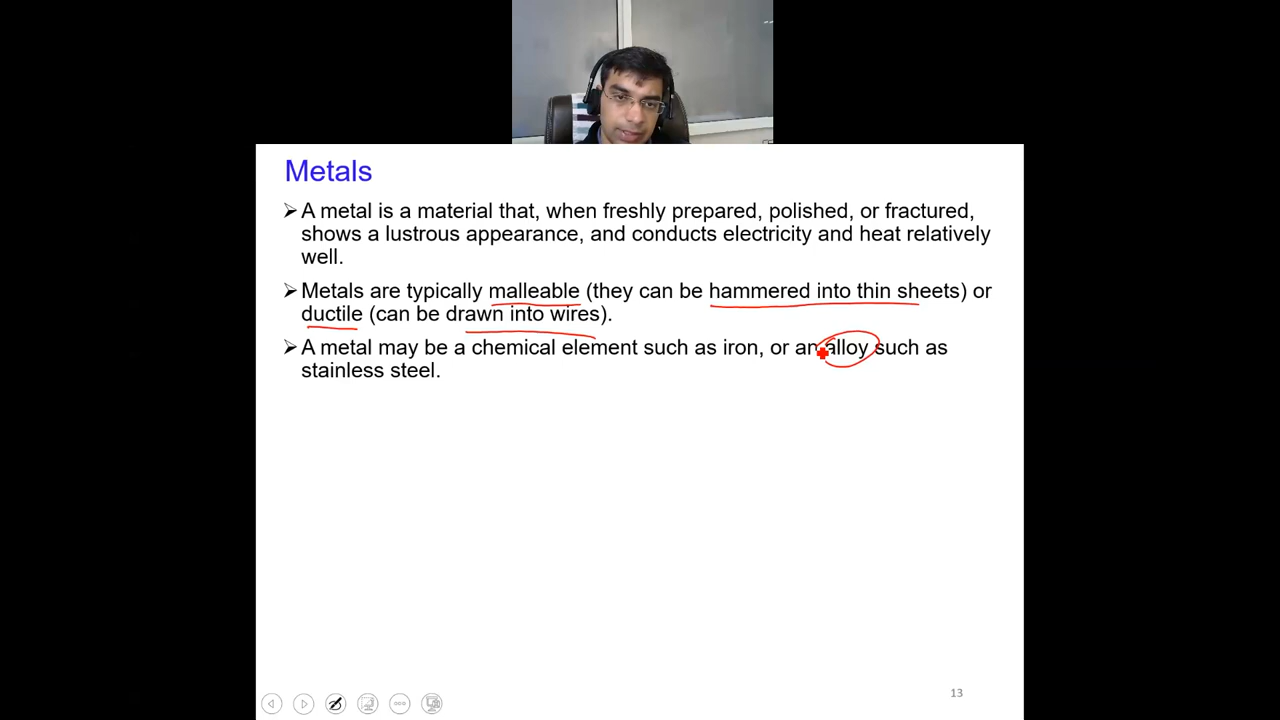 Metals
➢A metal is a material that, when freshly prepared, polished, or fractured,
shows a lustrous appearance, and conducts electricity and heat relatively
well.
➢Metals are typically malleable (they can be hammered into thin sheets) or
ductile (can be drawn into wires).
➢A metal may be a chemical element such as iron, or an alloy such as
stainless steel.
13